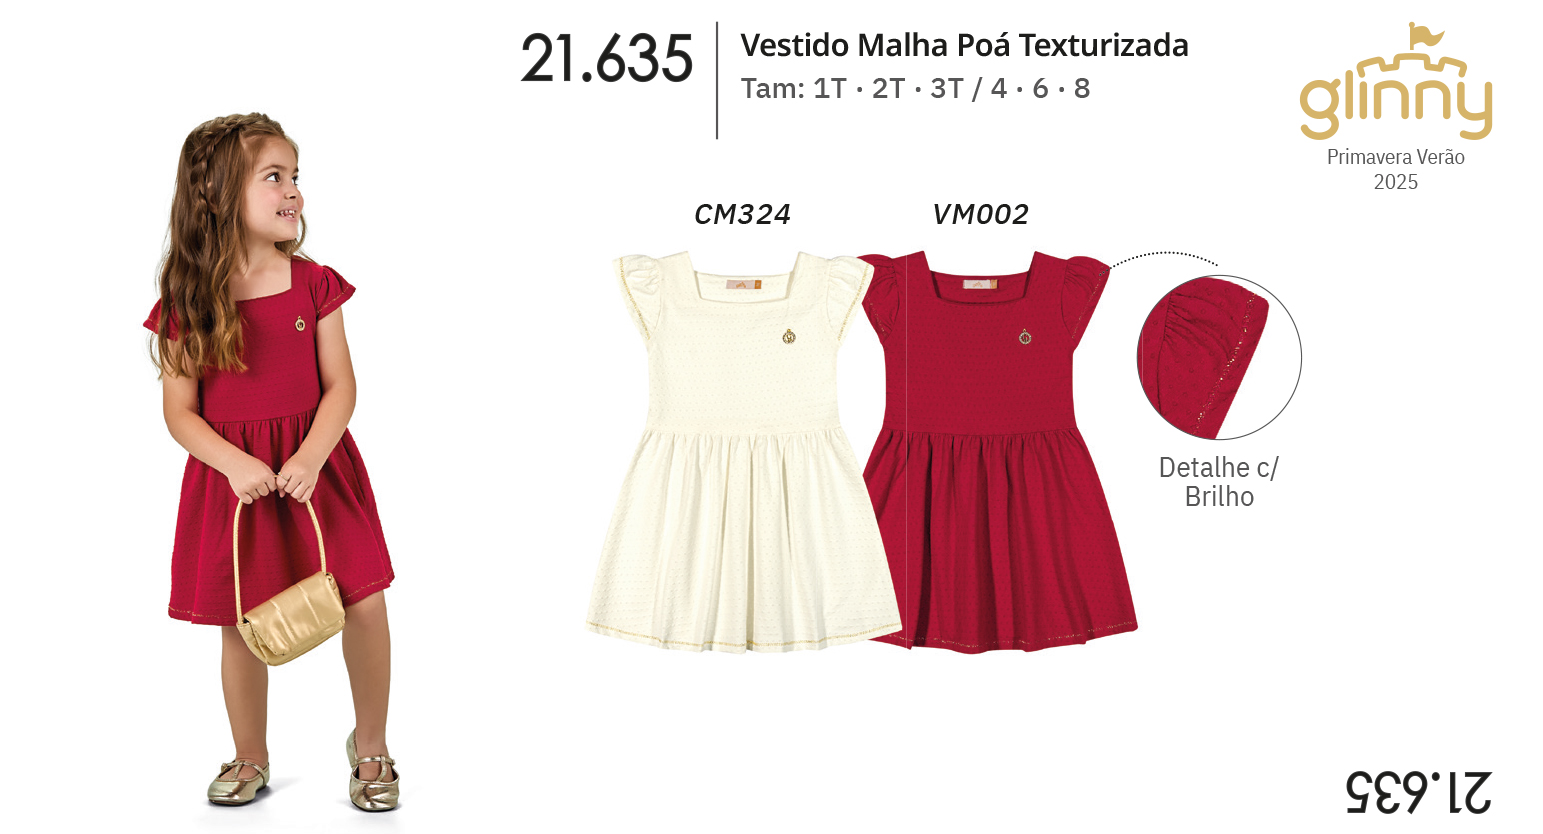 21.635
Vestido Malha Poá Texturizada
Tam: 1T · 2T · 3T / 4 · 6 · 8
glinny
Primavera Verão
2025
CM324
VM002
Detalhe c/
Brilho
21.635